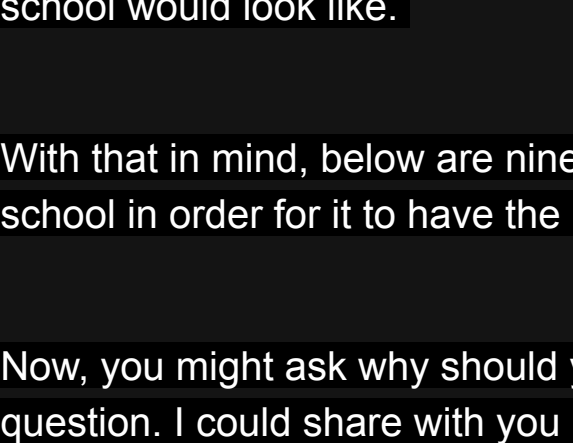 school would look like.
With that in mind, below are nine
school in order for it to have the
Now, you might ask why should
question. I could share with you